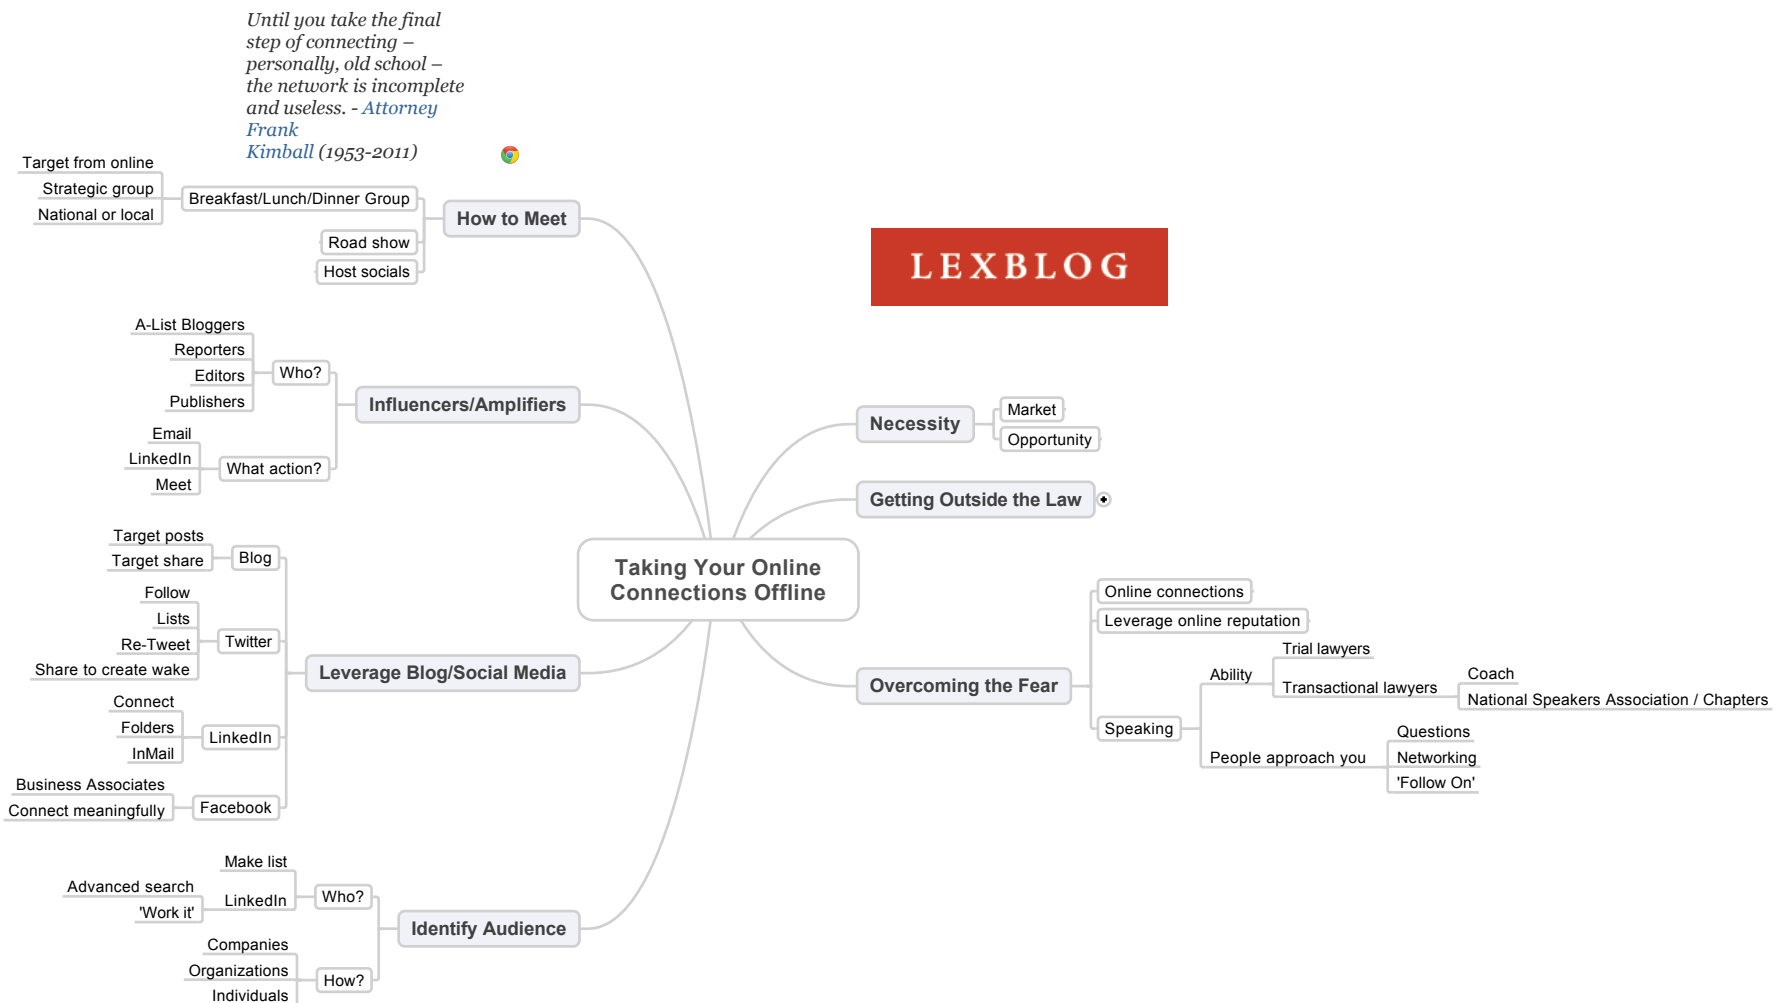 Until you take the final
step of connecting –
personally, old school –
the network is incomplete
and useless. - Attorney
Frank
Kimball (1953-2011)
Target from online
Strategic group
National or local
Breakfast/Lunch/Dinner Group
Road show
Host socials
How to Meet
A-List Bloggers
Reporters
Editors
Publishers
Who?
Email
LinkedIn
Meet
What action?
Influencers/Amplifiers
Target posts
Target share
Blog
Follow
Lists
Re-Tweet
Share to create wake
Twitter
Connect
Folders
InMail
LinkedIn
Business Associates
Connect meaningfully
Facebook
Leverage Blog/Social Media
Make list
Advanced search
'Work it'
LinkedIn
Who?
Companies
Organizations
Individuals
How?
Identify Audience
Taking Your Online
Connections Offline
LEXBLOG
Necessity
Market
Opportunity
Getting Outside the Law
Overcoming the Fear
Online connections
Leverage online reputation
Speaking
Ability
Trial lawyers
Transactional lawyers
Coach
National Speakers Association / Chapters
People approach you
Questions
Networking
'Follow On'